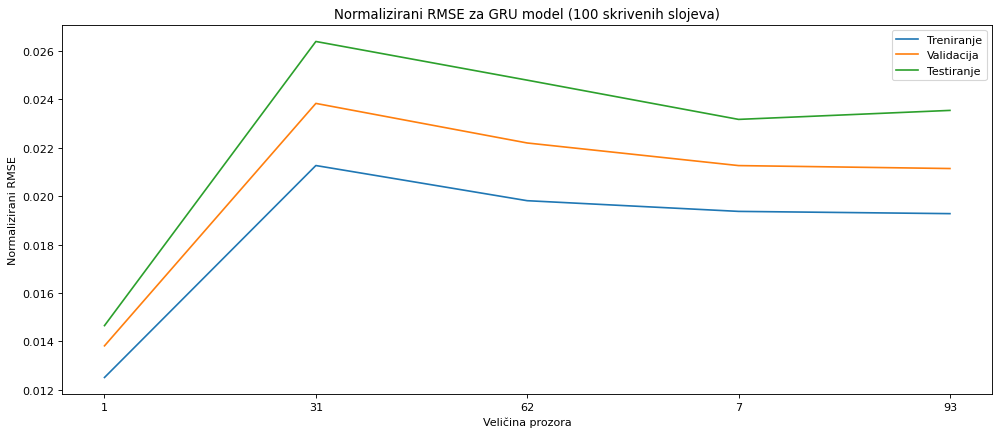 Normalizirani RMSE za GRU model (100 skrivenih slojeva)
Treniranje
Validacija
Testiranje
Normalizirani RMSE
0.026
0.024
0.022
0.020
0.018
0.016
0.014
0.012
1 31 62 7 93
Veličina prozora